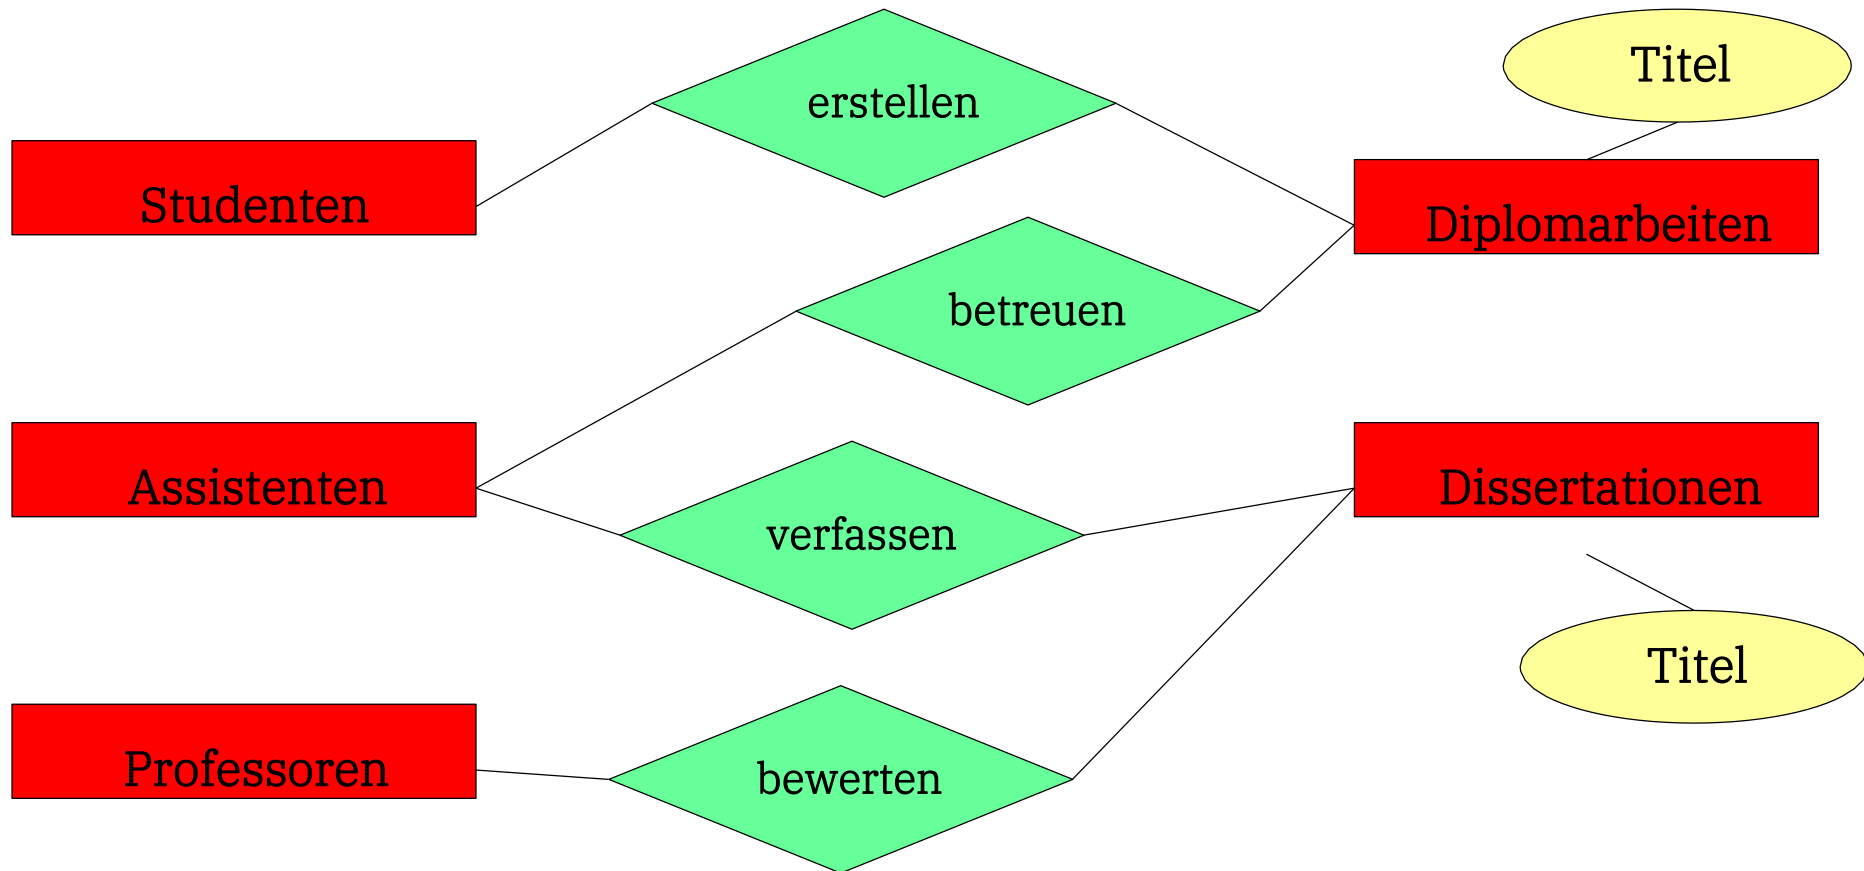 Titel
erstellen
Studenten
Diplomarbeiten
betreuen
Assistenten
Dissertationen
verfassen
Titel
Professoren
bewerten